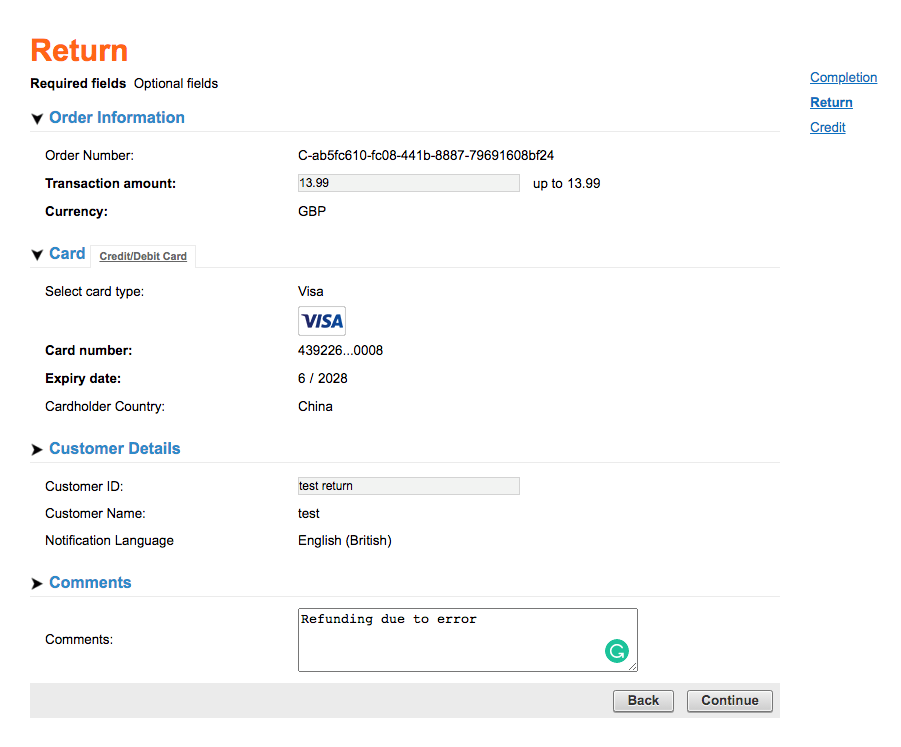 Return
Required fields Optional fields
Completion
Return
Credit
Order Information
Order Number: C-ab5fc610-fc08-441b-8887-79691608bf24
Transaction amount: 13.99 up to 13.99
Currency: GBP
Card Credit/Debit Card
Select card type: Visa
VISA
Card number: 439226...0008
Expiry date: 6 / 2028
Cardholder Country: China
Customer Details
Customer ID: test return
Customer Name: test
Notification Language English (British)
Comments
Comments: Refunding due to error
Back Continue